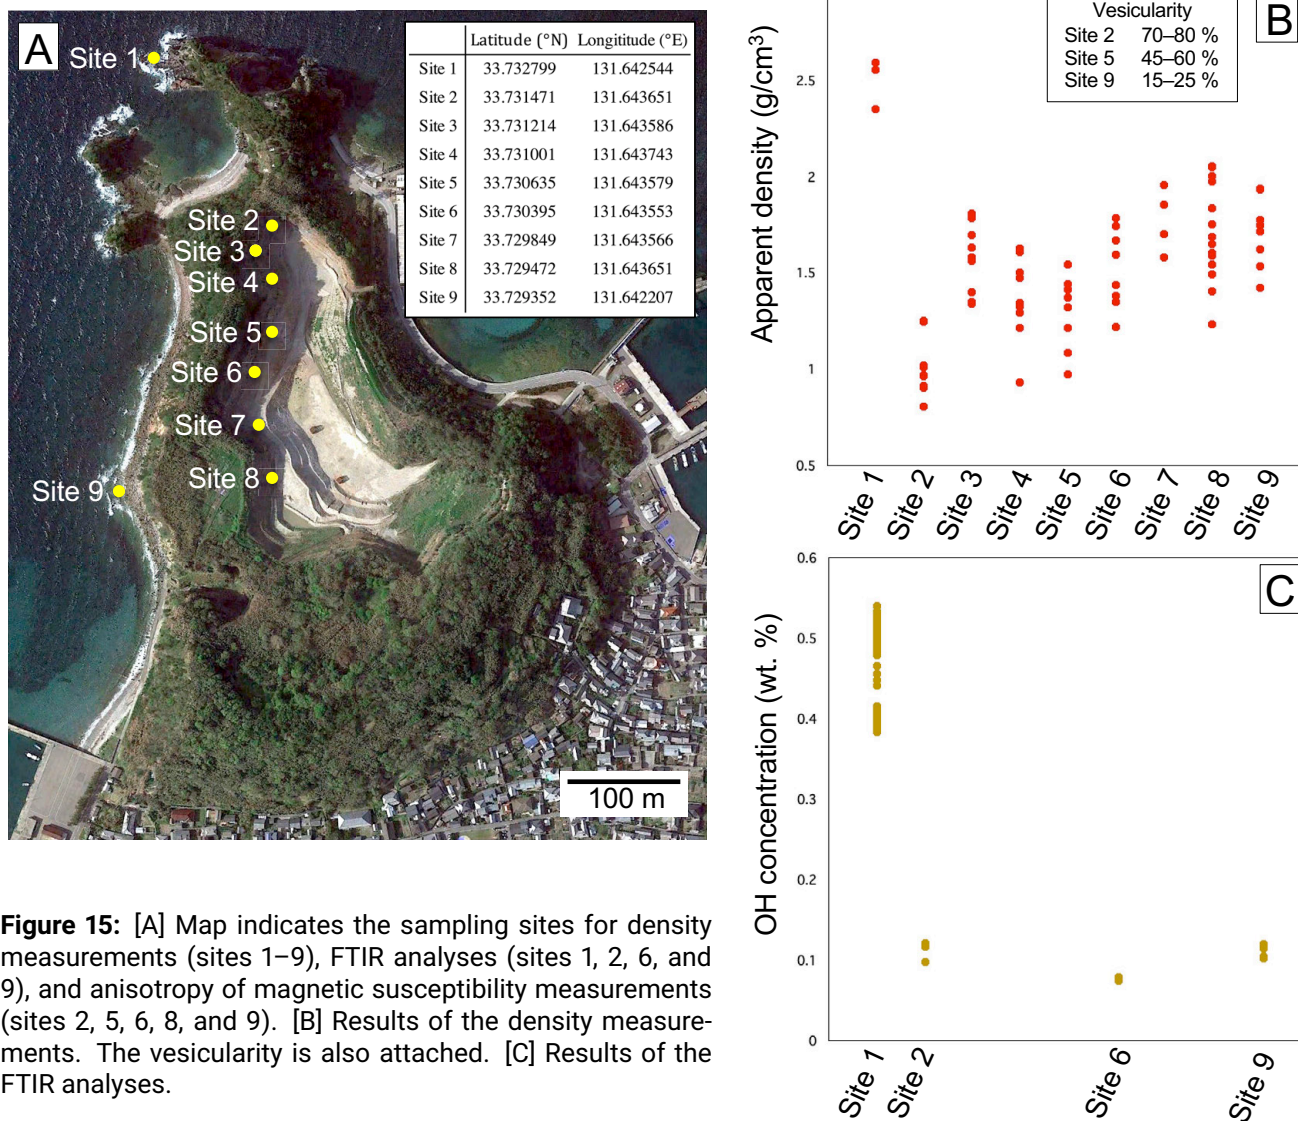 A
Site 1
Site 2
Site 3
Site 4
Site 5
Site 6
Site 7
Site 8
Site 9
100 m
Latitude (°N) Longititude (°E)
Site 1 33.732799 131.642544
Site 2 33.731471 131.643651
Site 3 33.731214 131.643586
Site 4 33.731001 131.643743
Site 5 33.730635 131.643579
Site 6 33.730395 131.643553
Site 7 33.729849 131.643566
Site 8 33.729472 131.643651
Site 9 33.729352 131.642207
B
Vesicularity
Site 2 70–80 %
Site 5 45–60 %
Site 9 15–25 %
Apparent density (g/cm³)
2.5
2
1.5
1
0.5
Site 1
Site 2
Site 3
Site 4
Site 5
Site 6
Site 7
Site 8
Site 9
C
OH concentration (wt. %)
0.6
0.5
0.4
0.3
0.2
0.1
0
Site 1
Site 2
Site 6
Site 9
Figure 15: [A] Map indicates the sampling sites for density
measurements (sites 1–9), FTIR analyses (sites 1, 2, 6, and
9), and anisotropy of magnetic susceptibility measurements
(sites 2, 5, 6, 8, and 9). [B] Results of the density measure-
ments. The vesicularity is also attached. [C] Results of the
FTIR analyses.